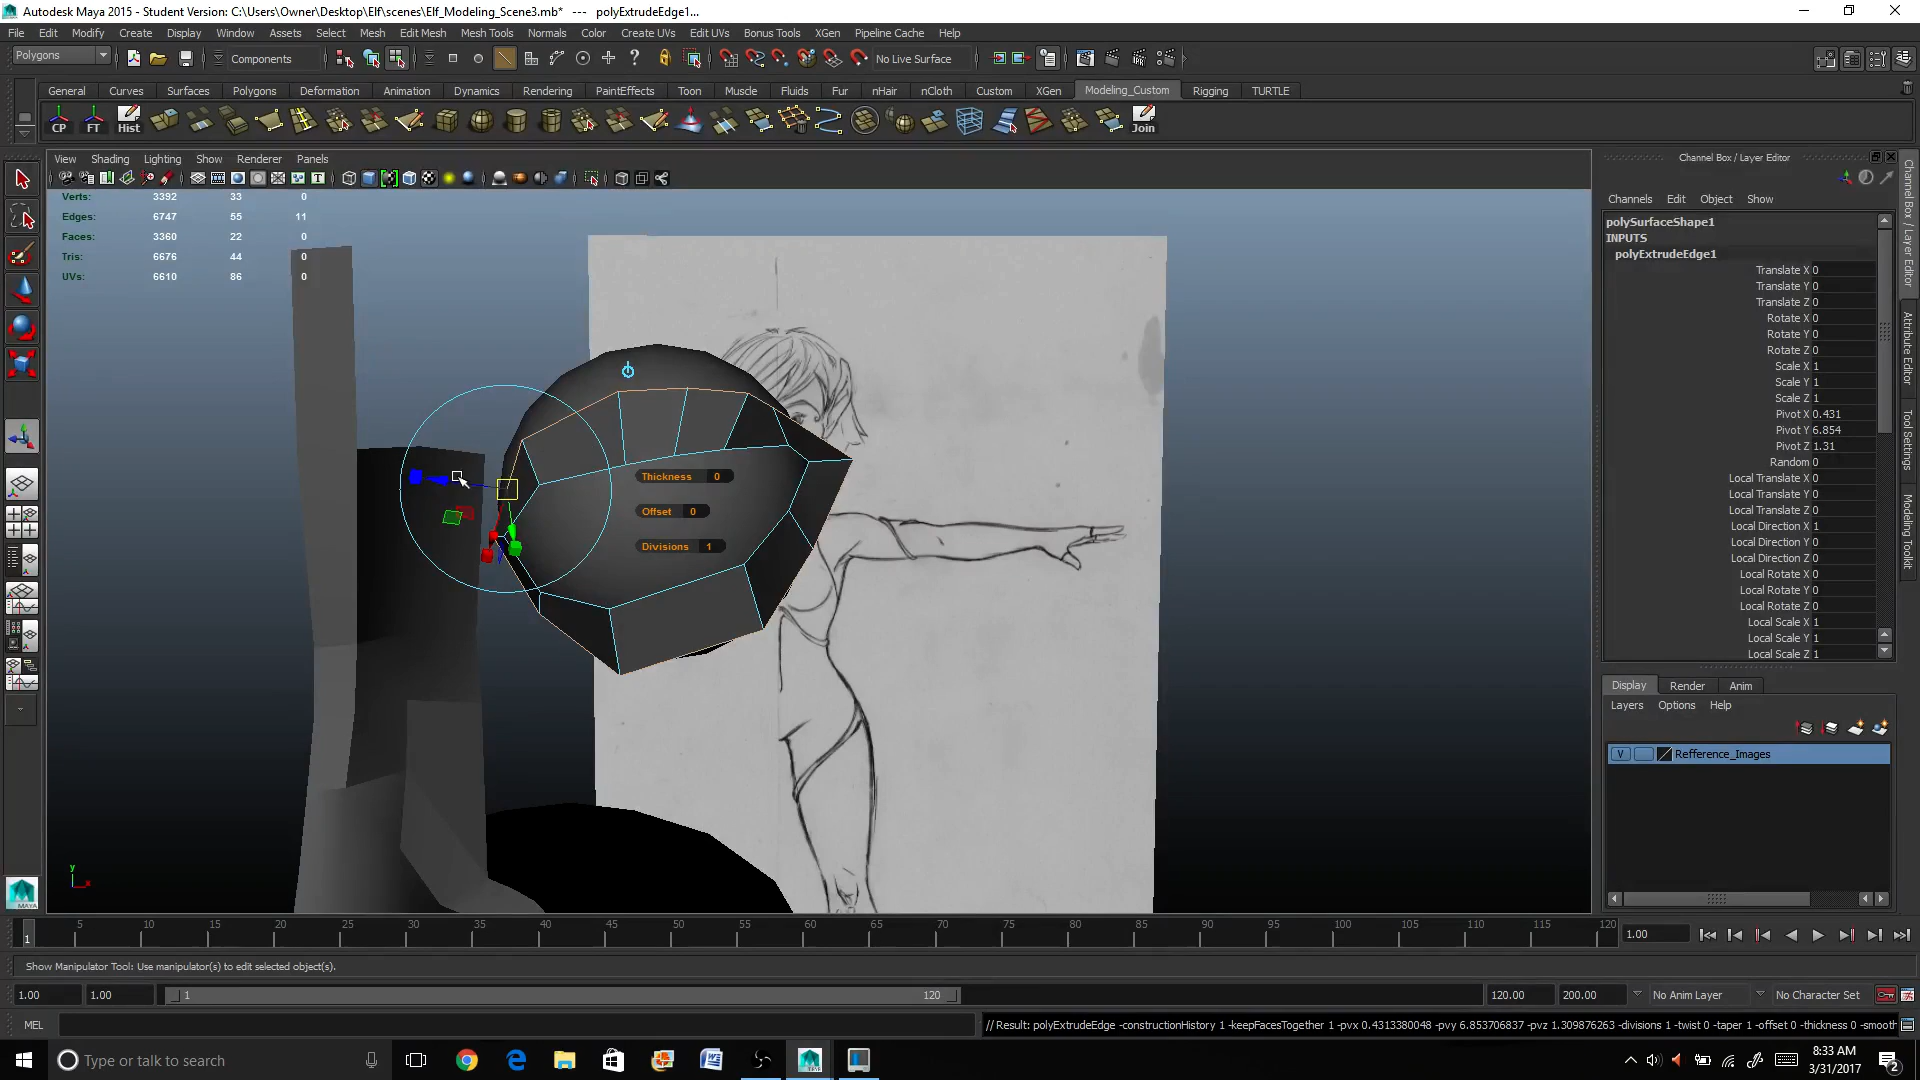 Autodesk Maya 2015 - Student Version: C:\Users\Owner\Desktop\Elf\scenes\Elf_Modeling_Scene3.mb* --- polyExtrudeEdge1...
File Edit Modify Create Display Window Assets Select Mesh Edit Mesh Mesh Tools Normals Color Create UVs Edit UVs Bonus Tools XGen Pipeline Cache Help
Polygons Components No Live Surface
General Curves Surfaces Polygons Deformation Animation Dynamics Rendering PaintEffects Toon Muscle Fluids Fur nHair nCloth Custom XGen Modeling_Custom Rigging TURTLE
CP FT Hist Join
View Shading Lighting Show Renderer Panels
Verts: 3392 33 0
Edges: 6747 55 11
Faces: 3360 22 0
Tris: 6676 44 0
UVs: 6610 86 0
Thickness 0
Offset 0
Divisions 1
y
x
MAYA
Channel Box / Layer Editor
Channels Edit Object Show
polySurfaceShape1
INPUTS
polyExtrudeEdge1
Translate X 0
Translate Y 0
Translate Z 0
Rotate X 0
Rotate Y 0
Rotate Z 0
Scale X 1
Scale Y 1
Scale Z 1
Pivot X 0.431
Pivot Y 6.854
Pivot Z 1.31
Random 0
Local Translate X 0
Local Translate Y 0
Local Translate Z 0
Local Direction X 1
Local Direction Y 0
Local Direction Z 0
Local Rotate X 0
Local Rotate Y 0
Local Rotate Z 0
Local Scale X 1
Local Scale Y 1
Local Scale Z 1
Display Render Anim
Layers Options Help
V Refference_Images
Channel Box / Layer Editor
Attribute Editor
Tool Settings
Modeling Toolkit
1 5 10 15 20 25 30 35 40 45 50 55 60 65 70 75 80 85 90 95 100 105 110 115 120
1.00
Show Manipulator Tool: Use manipulator(s) to edit selected object(s).
1.00 1.00 1 120 120.00 200.00 No Anim Layer No Character Set
MEL // Result: polyExtrudeEdge -constructionHistory 1 -keepFacesTogether 1 -pvx 0.4313380048 -pvy 6.853706837 -pvz 1.309876263 -divisions 1 -twist 0 -taper 1 -offset 0 -thickness 0 -smooth
Type or talk to search
8:33 AM
3/31/2017
2